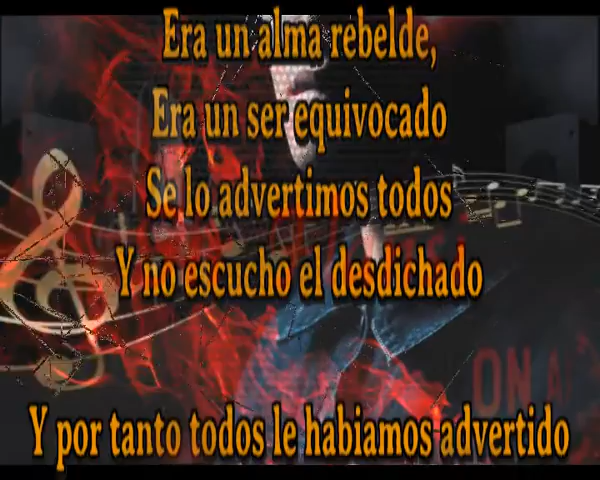 Era un alma rebelde,
Era un ser equivocado
Se lo advertimos todos
Y no escucho el desdichado
ON A
Y por tanto todos le habiamos advertido